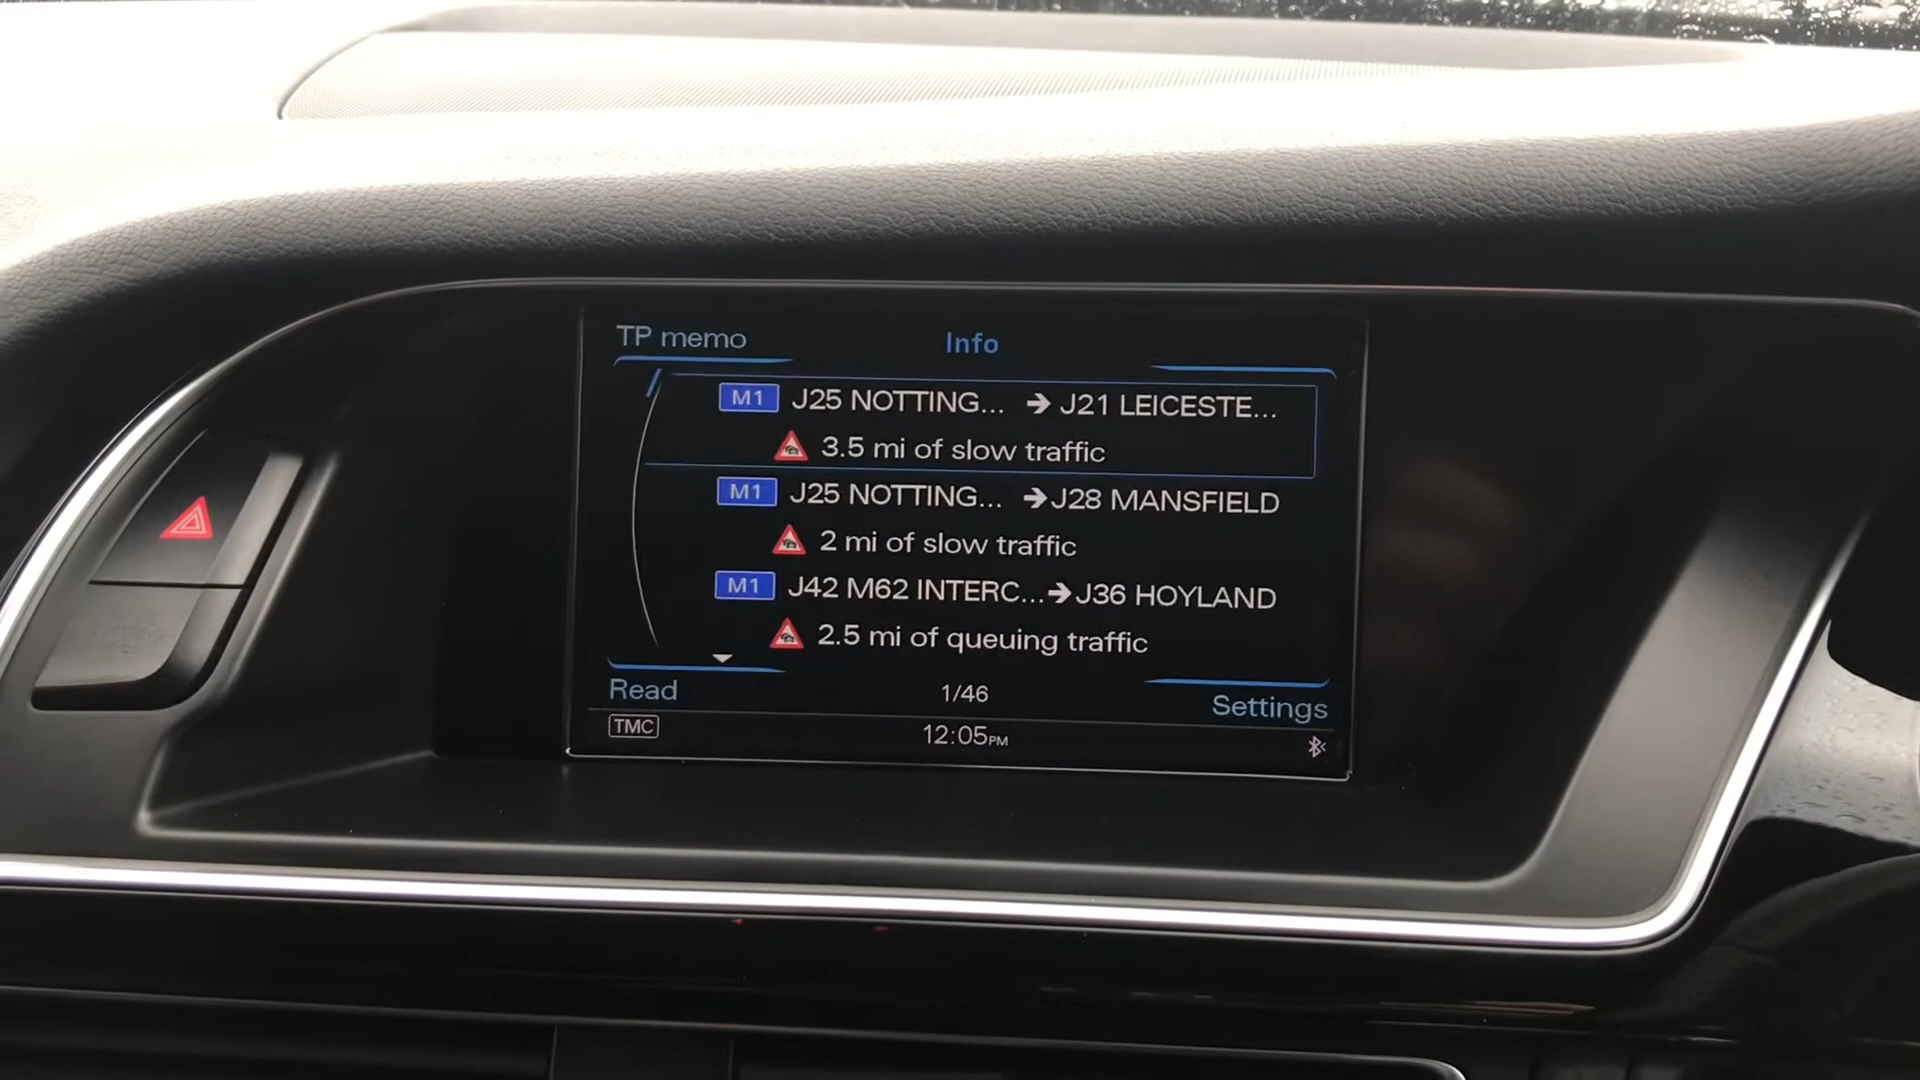 TP memo
Info
M1 J25 NOTTING... → J21 LEICESTE...
3.5 mi of slow traffic
M1 J25 NOTTING... → J28 MANSFIELD
2 mi of slow traffic
M1 J42 M62 INTERC... → J36 HOYLAND
2.5 mi of queuing traffic
Read
1/46
Settings
TMC
12:05PM